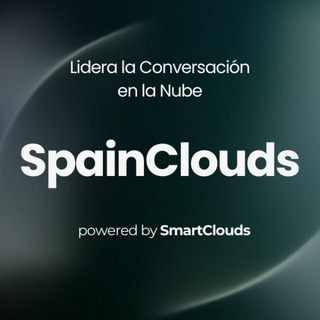 Lidera la Conversación
en la Nube
SpainClouds
powered by SmartClouds